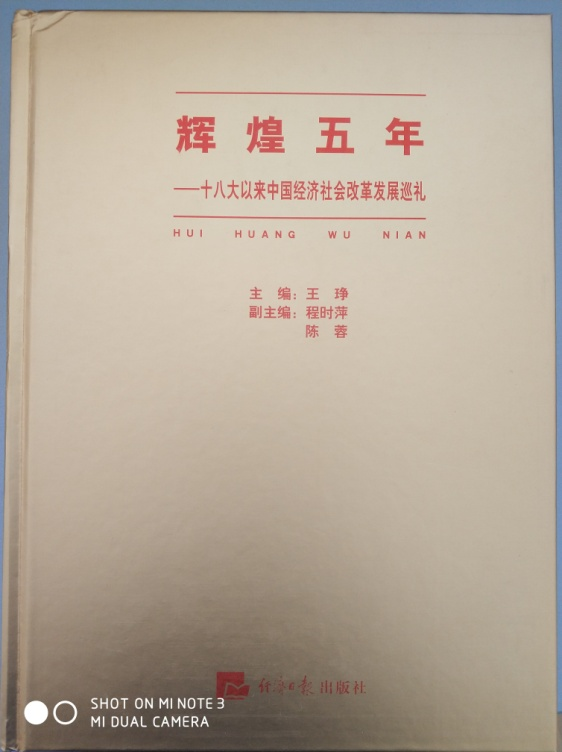 辉煌五年
——十八大以来中国经济社会改革发展巡礼
HUI HUANG WU NIAN
主 编：王 琤
副主编：程时萍
陈 蓉
经济日报出版社
SHOT ON MI NOTE 3
MI DUAL CAMERA